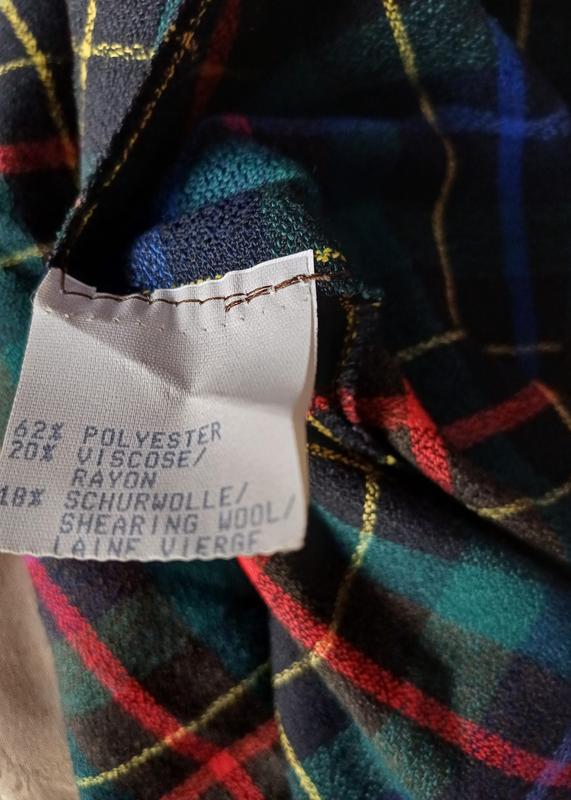 62% POLYESTER
20% VISCOSE/
RAYON
18% SCHURWOLLE/
SHEARING WOOL/
LAINE VIERGE